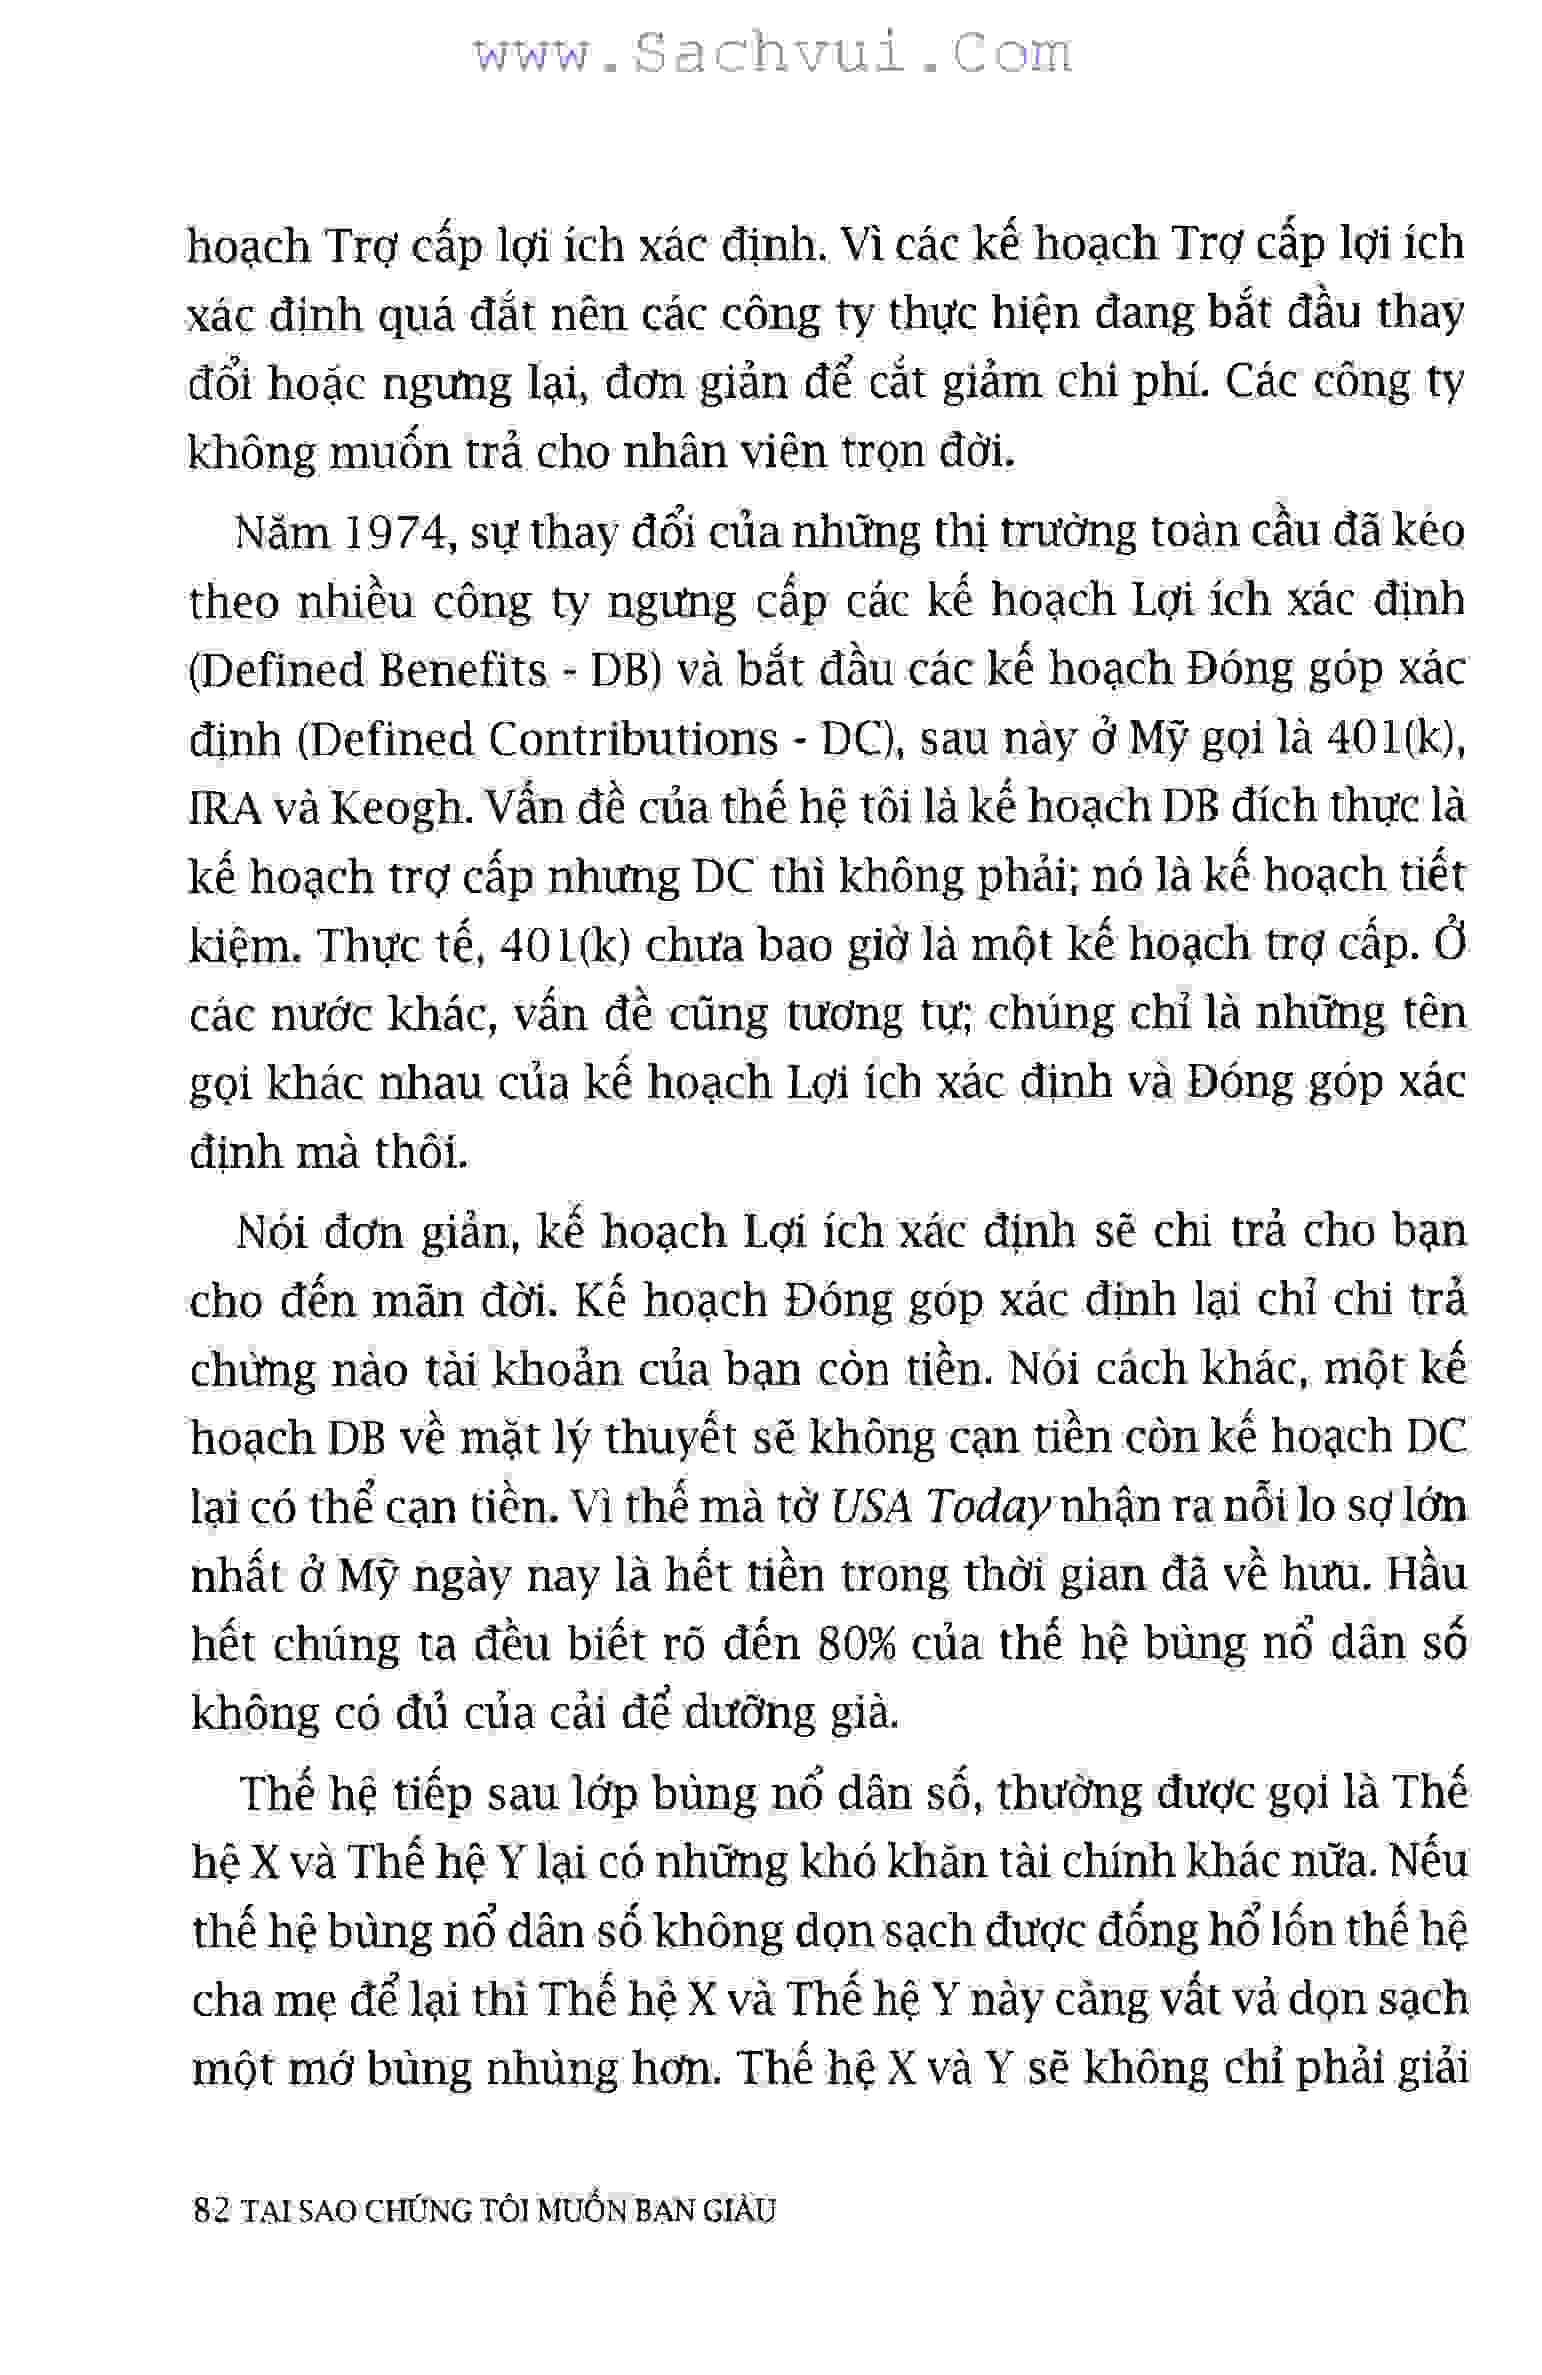 www.Sachvui.Com
hoạch Trợ cấp lợi ích xác định. Vì các kế hoạch Trợ cấp lợi ích
xác định quá đắt nên các công ty thực hiện đang bắt đầu thay
đổi hoặc ngưng lại, đơn giản để cắt giảm chi phí. Các công ty
không muốn trả cho nhân viên trọn đời.
Năm 1974, sự thay đổi của những thị trường toàn cầu đã kéo
theo nhiều công ty ngưng cấp các kế hoạch Lợi ích xác định
(Defined Benefits - DB) và bắt đầu các kế hoạch Đóng góp xác
định (Defined Contributions - DC), sau này ở Mỹ gọi là 401(k),
IRA và Keogh. Vấn đề của thế hệ tôi là kế hoạch DB đích thực là
kế hoạch trợ cấp nhưng DC thì không phải; nó là kế hoạch tiết
kiệm. Thực tế, 401(k) chưa bao giờ là một kế hoạch trợ cấp. Ở
các nước khác, vấn đề cũng tương tự; chúng chỉ là những tên
gọi khác nhau của kế hoạch Lợi ích xác định và Đóng góp xác
định mà thôi.
Nói đơn giản, kế hoạch Lợi ích xác định sẽ chi trả cho bạn
cho đến mãn đời. Kế hoạch Đóng góp xác định lại chỉ chi trả
chừng nào tài khoản của bạn còn tiền. Nói cách khác, một kế
hoạch DB về mặt lý thuyết sẽ không cạn tiền còn kế hoạch DC
lại có thể cạn tiền. Vì thế mà tờ USA Today nhận ra nỗi lo sợ lớn
nhất ở Mỹ ngày nay là hết tiền trong thời gian đã về hưu. Hầu
hết chúng ta đều biết rõ đến 80% của thế hệ bùng nổ dân số
không có đủ của cải để dưỡng già.
Thế hệ tiếp sau lớp bùng nổ dân số, thường được gọi là Thế
hệ X và Thế hệ Y lại có những khó khăn tài chính khác nữa. Nếu
thế hệ bùng nổ dân số không dọn sạch được đống hổ lốn thế hệ
cha mẹ để lại thì Thế hệ X và Thế hệ Y này càng vất vả dọn sạch
một mớ bùng nhùng hơn. Thế hệ X và Y sẽ không chỉ phải giải
82 TẠI SAO CHÚNG TÔI MUỐN BẠN GIÀU